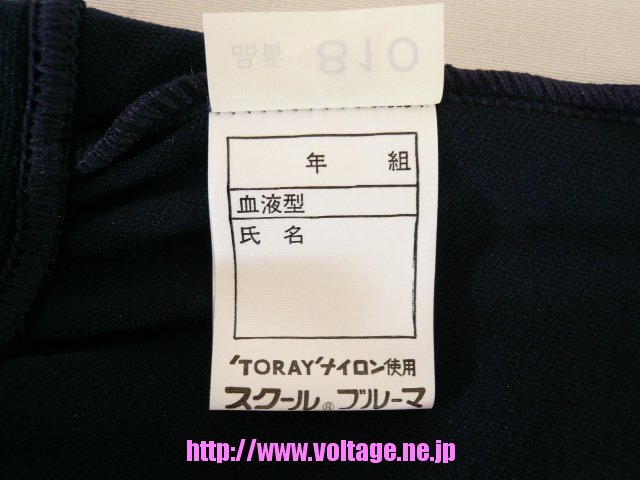 品番 810
年 組
血液型
氏名
"TORAY"ナイロン使用
スクール®ブルーマ
http://www.voltage.ne.jp